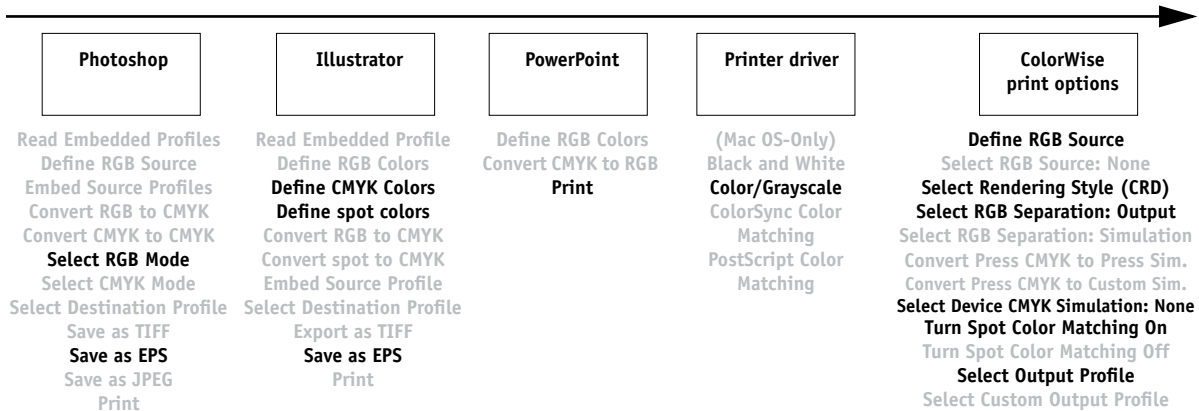 Photoshop
Read Embedded Profiles
Define RGB Source
Embed Source Profiles
Convert RGB to CMYK
Convert CMYK to CMYK
Select RGB Mode
Select CMYK Mode
Select Destination Profile
Save as TIFF
Save as EPS
Save as JPEG
Print
Illustrator
Read Embedded Profile
Define RGB Colors
Define CMYK Colors
Define spot colors
Convert RGB to CMYK
Convert spot to CMYK
Embed Source Profile
Select Destination Profile
Export as TIFF
Save as EPS
Print
PowerPoint
Define RGB Colors
Convert CMYK to RGB
Print
Printer driver
(Mac OS-Only)
Black and White
Color/Grayscale
ColorSync Color
Matching
PostScript Color
Matching
ColorWise
print options
Define RGB Source
Select RGB Source: None
Select Rendering Style (CRD)
Select RGB Separation: Output
Select RGB Separation: Simulation
Convert Press CMYK to Press Sim.
Convert Press CMYK to Custom Sim.
Select Device CMYK Simulation: None
Turn Spot Color Matching On
Turn Spot Color Matching Off
Select Output Profile
Select Custom Output Profile